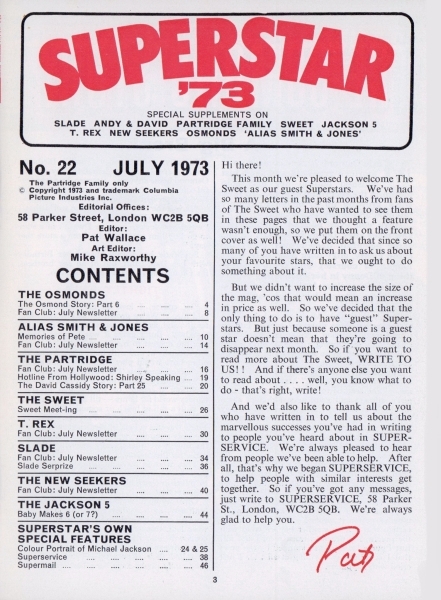 SUPERSTAR
'73
SPECIAL SUPPLEMENTS ON
SLADE ANDY & DAVID PARTRIDGE FAMILY SWEET JACKSON 5
T. REX NEW SEEKERS OSMONDS 'ALIAS SMITH & JONES'
No. 22 JULY 1973
The Partridge Family only
© Copyright 1973 and trademark Columbia
Picture Industries Inc.
Editorial Offices:
58 Parker Street, London WC2B 5QB
Editor:
Pat Wallace
Art Editor:
Mike Raxworthy
CONTENTS
THE OSMONDS
The Osmond Story: Part 6 .... .... .... 4
Fan Club: July Newsletter .... .... .... 8
ALIAS SMITH & JONES
Memories of Pete .... .... .... .... 10
Fan Club: July Newsletter .... .... .... 14
THE PARTRIDGE
Fan Club: July Newsletter .... .... .... 16
Hotline From Hollywood: Shirley Speaking .... 19
The David Cassidy Story: Part 25 .... .... 20
THE SWEET
Sweet Meet-ing .... .... .... .... 26
T. REX
Fan Club: July Newsletter .... .... .... 30
SLADE
Fan Club: July Newsletter .... .... .... 34
Slade Serprize .... .... .... .... 36
THE NEW SEEKERS
Fan Club: July Newsletter .... .... .... 40
THE JACKSON 5
Baby Makes 6 (or 7?) .... .... .... 44
SUPERSTAR'S OWN
SPECIAL FEATURES
Colour Portrait of Michael Jackson .... 24 & 25
Superservice .... .... .... .... 38
Supermail .... .... .... .... .... 46
Hi there!
This month we're pleased to welcome
The Sweet as our guest Superstars. We've had
so many letters in the past months from fans
of The Sweet who have wanted to see them
in these pages that we thought a feature
wasn't enough, so we put them on the front
cover as well! We've decided that since so
many of you have written in to ask us about
your favourite stars, that we ought to do
something about it.
But we didn't want to increase the size of
the mag, 'cos that would mean an increase
in price as well. So we've decided that the
only thing to do is to have "guest" Super-
stars. But just because someone is a guest
star doesn't mean that they're going to
disappear next month. So if you want to
read more about The Sweet, WRITE TO
US!! And if there's anyone else you want
to read about .... well, you know what to
do - that's right, write!
And we'd also like to thank all of you
who have written in to tell us about the
marvellous successes you've had in writing
to people you've heard about in SUPER-
SERVICE. We're always pleased to hear
from people we've been able to help. After
all, that's why we began SUPERSERVICE,
to help people with similar interests get
together. So if you've got any messages,
just write to SUPERSERVICE, 58 Parker
St., London, WC2B 5QB. We're always
glad to help you.
Pat
3